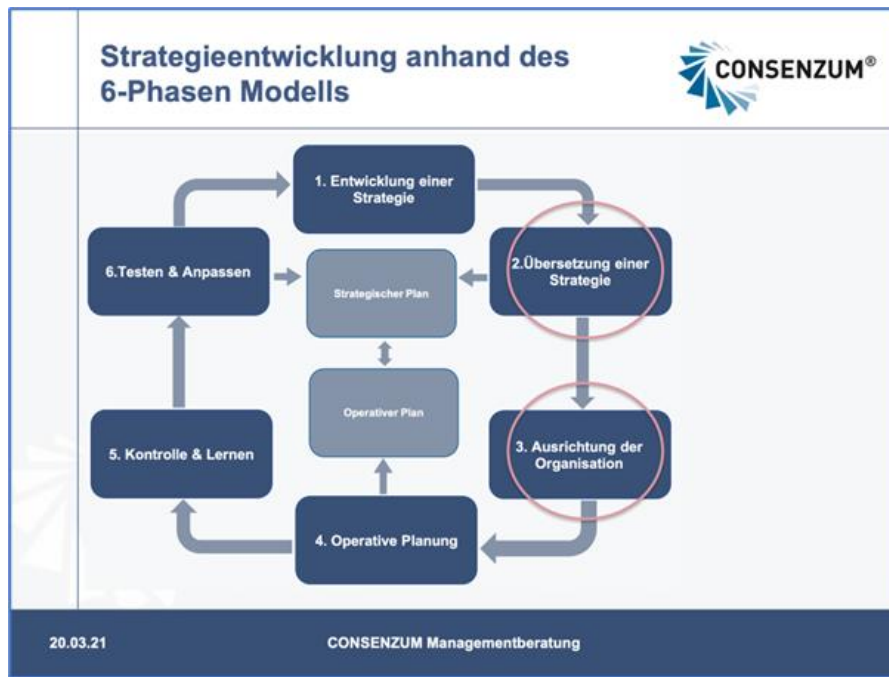 Strategieentwicklung anhand des
6-Phasen Modells
CONSENZUM®
1. Entwicklung einer
Strategie
6.Testen & Anpassen
2.Übersetzung einer
Strategie
Strategischer Plan
Operativer Plan
5. Kontrolle & Lernen
3. Ausrichtung der
Organisation
4. Operative Planung
20.03.21
CONSENZUM Managementberatung